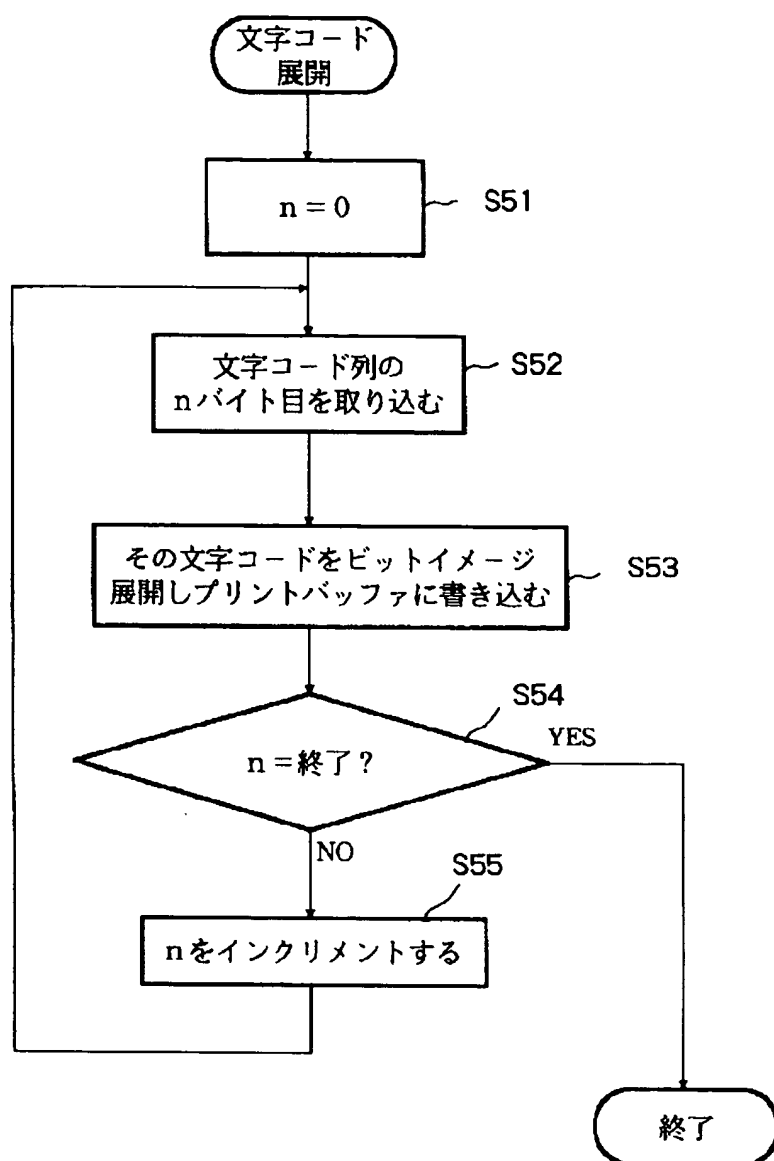 文字コード
展開
n＝0
S51
文字コード列の
nバイト目を取り込む
S52
その文字コードをビットイメージ
展開しプリントバッファに書き込む
S53
n＝終了？
S54
YES
NO
nをインクリメントする
S55
終了